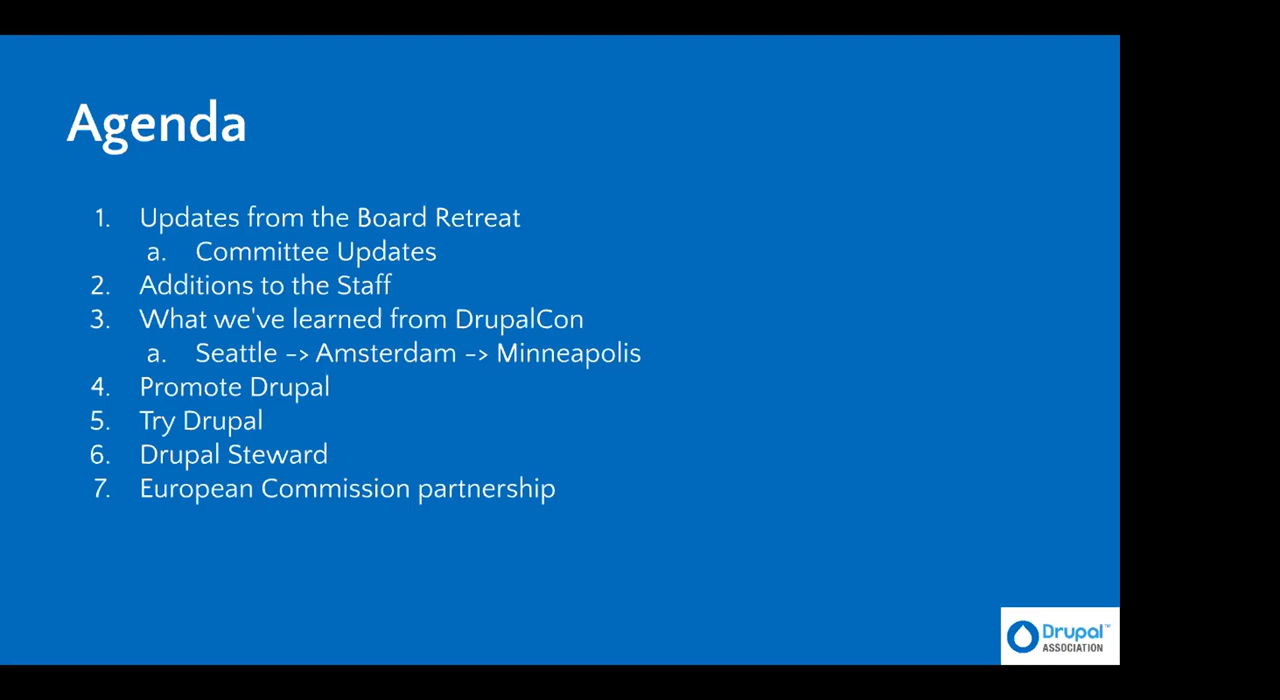 Agenda
1. Updates from the Board Retreat
a. Committee Updates
2. Additions to the Staff
3. What we've learned from DrupalCon
a. Seattle -> Amsterdam -> Minneapolis
4. Promote Drupal
5. Try Drupal
6. Drupal Steward
7. European Commission partnership
Drupal™
ASSOCIATION